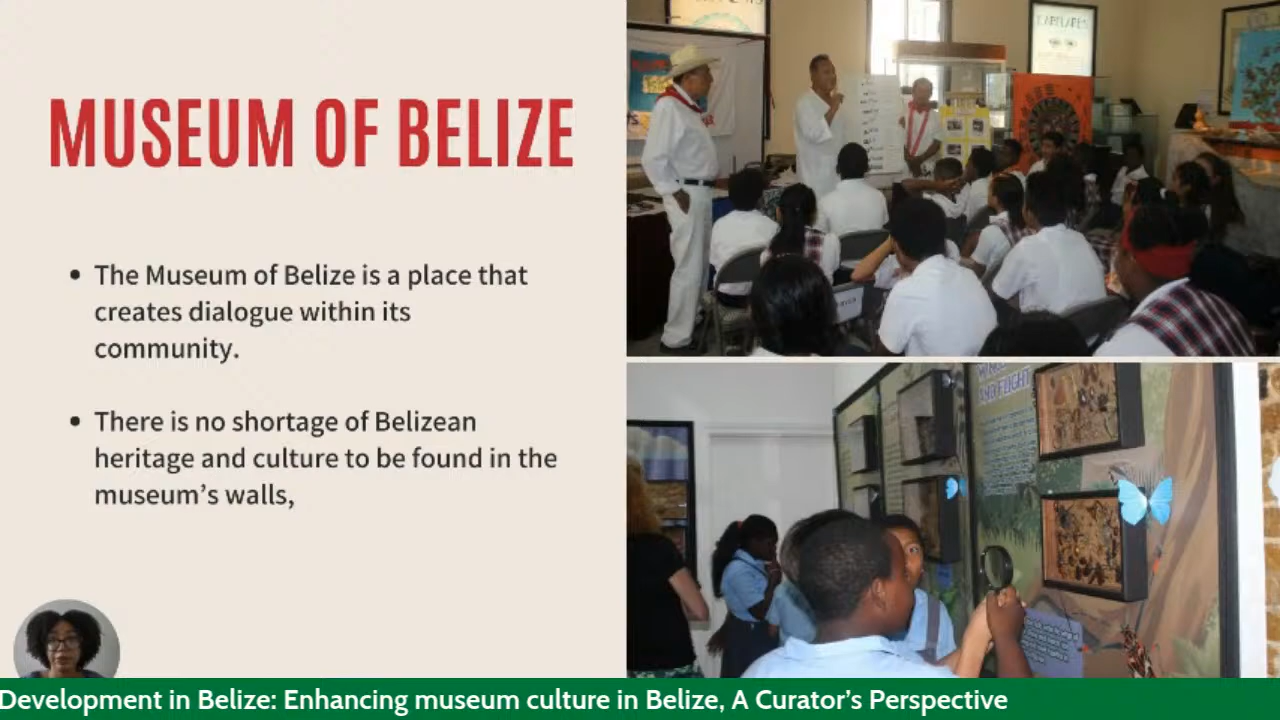 MUSEUM OF BELIZE
• The Museum of Belize is a place that
creates dialogue within its
community.
• There is no shortage of Belizean
heritage and culture to be found in the
museum's walls,
AND FLIGHT
Development in Belize: Enhancing museum culture in Belize, A Curator's Perspective